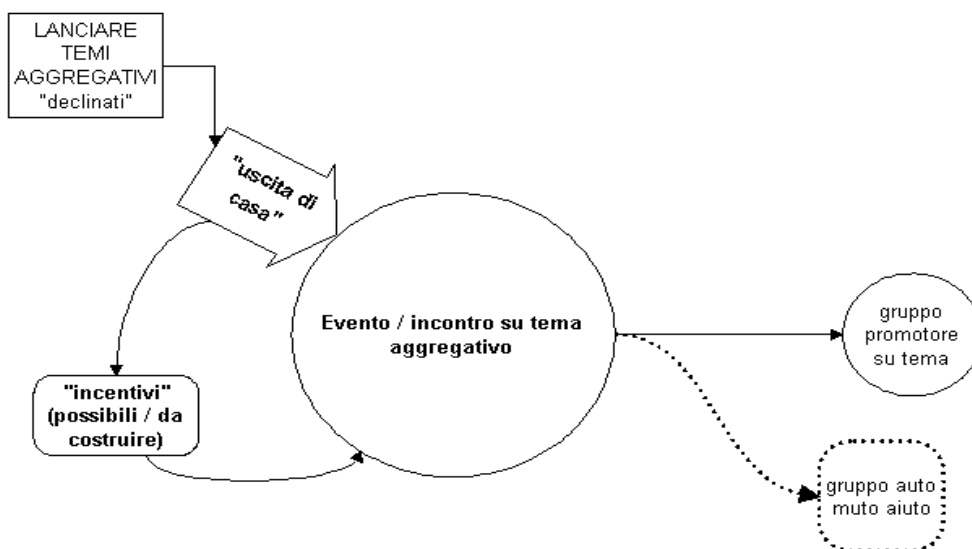 LANCIARE
TEMI
AGGREGATIVI
"declinati"
"uscita di
casa"
Evento / incontro su tema
aggregativo
gruppo
promotore
su tema
"incentivi"
(possibili / da
costruire)
gruppo auto
muto aiuto